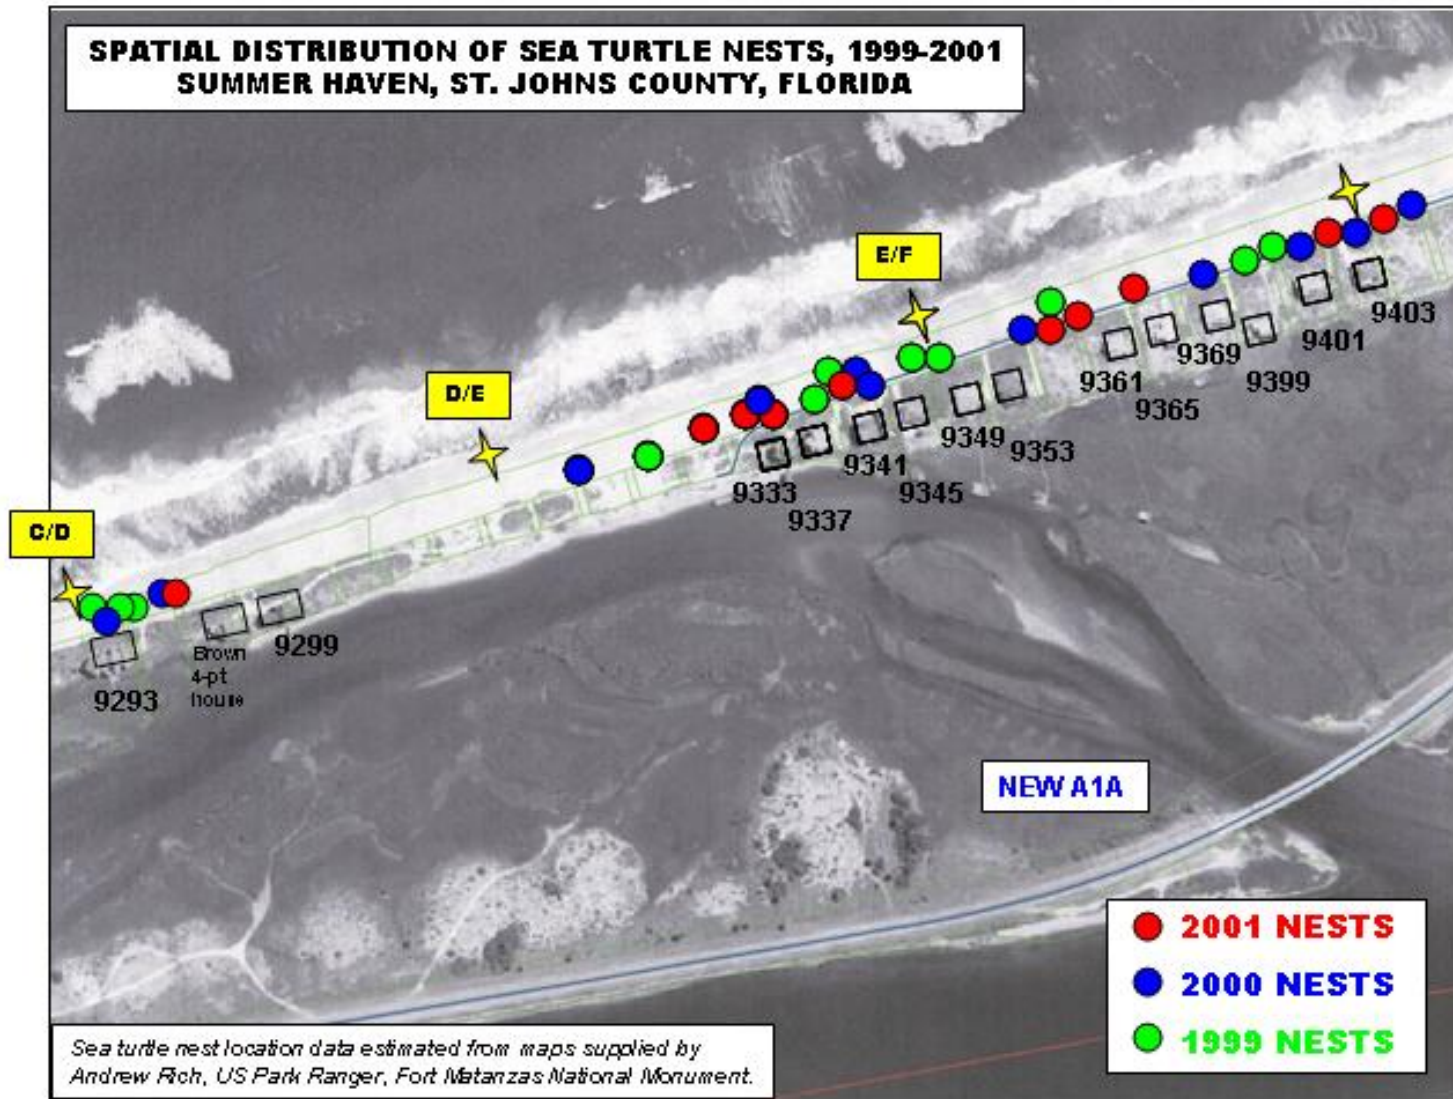 SPATIAL DISTRIBUTION OF SEA TURTLE NESTS, 1999-2001
SUMMER HAVEN, ST. JOHNS COUNTY, FLORIDA
E/F
D/E
C/D
9403
9401
9369
9399
9361
9365
9349
9353
9341
9345
9333
9337
9299
Brown
4-pt
house
9293
NEW A1A
2001 NESTS
2000 NESTS
1999 NESTS
Sea turtle nest location data estimated from maps supplied by
Andrew Rich, US Park Ranger, Fort Matanzas National Monument.